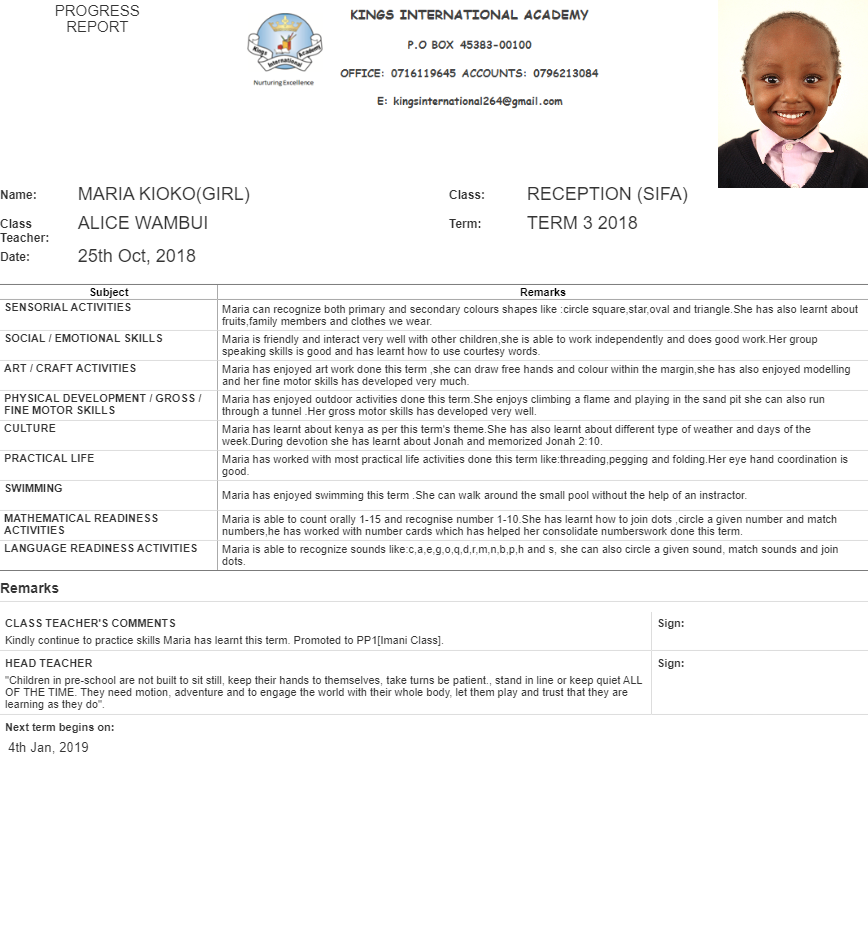 PROGRESS
REPORT
Kings
International
Academy
Nurturing Excellence
KINGS INTERNATIONAL ACADEMY
P.O BOX 45383-00100
OFFICE: 0716119645 ACCOUNTS: 0796213084
E: kingsinternational264@gmail.com
Name: MARIA KIOKO(GIRL) Class: RECEPTION (SIFA)
Class Teacher: ALICE WAMBUI Term: TERM 3 2018
Date: 25th Oct, 2018
Subject Remarks
SENSORIAL ACTIVITIES
Maria can recognize both primary and secondary colours shapes like :circle square,star,oval and triangle.She has also learnt about
fruits,family members and clothes we wear.
SOCIAL / EMOTIONAL SKILLS
Maria is friendly and interact very well with other children,she is able to work independently and does good work.Her group
speaking skills is good and has learnt how to use courtesy words.
ART / CRAFT ACTIVITIES
Maria has enjoyed art work done this term ,she can draw free hands and colour within the margin,she has also enjoyed modelling
and her fine motor skills has developed very much.
PHYSICAL DEVELOPMENT / GROSS /
FINE MOTOR SKILLS
Maria has enjoyed outdoor activities done this term.She enjoys climbing a flame and playing in the sand pit she can also run
through a tunnel .Her gross motor skills has developed very well.
CULTURE
Maria has learnt about kenya as per this term's theme.She has also learnt about different type of weather and days of the
week.During devotion she has learnt about Jonah and memorized Jonah 2:10.
PRACTICAL LIFE
Maria has worked with most practical life activities done this term like:threading,pegging and folding.Her eye hand coordination is
good.
SWIMMING
Maria has enjoyed swimming this term .She can walk around the small pool without the help of an instractor.
MATHEMATICAL READINESS
ACTIVITIES
Maria is able to count orally 1-15 and recognise number 1-10.She has learnt how to join dots ,circle a given number and match
numbers,he has worked with number cards which has helped her consolidate numberswork done this term.
LANGUAGE READINESS ACTIVITIES
Maria is able to recognize sounds like:c,a,e,g,o,q,d,r,m,n,b,p,h and s, she can also circle a given sound, match sounds and join
dots.
Remarks
CLASS TEACHER'S COMMENTS
Kindly continue to practice skills Maria has learnt this term. Promoted to PP1[Imani Class].
Sign:
HEAD TEACHER
"Children in pre-school are not built to sit still, keep their hands to themselves, take turns be patient., stand in line or keep quiet ALL
OF THE TIME. They need motion, adventure and to engage the world with their whole body, let them play and trust that they are
learning as they do".
Sign:
Next term begins on:
4th Jan, 2019